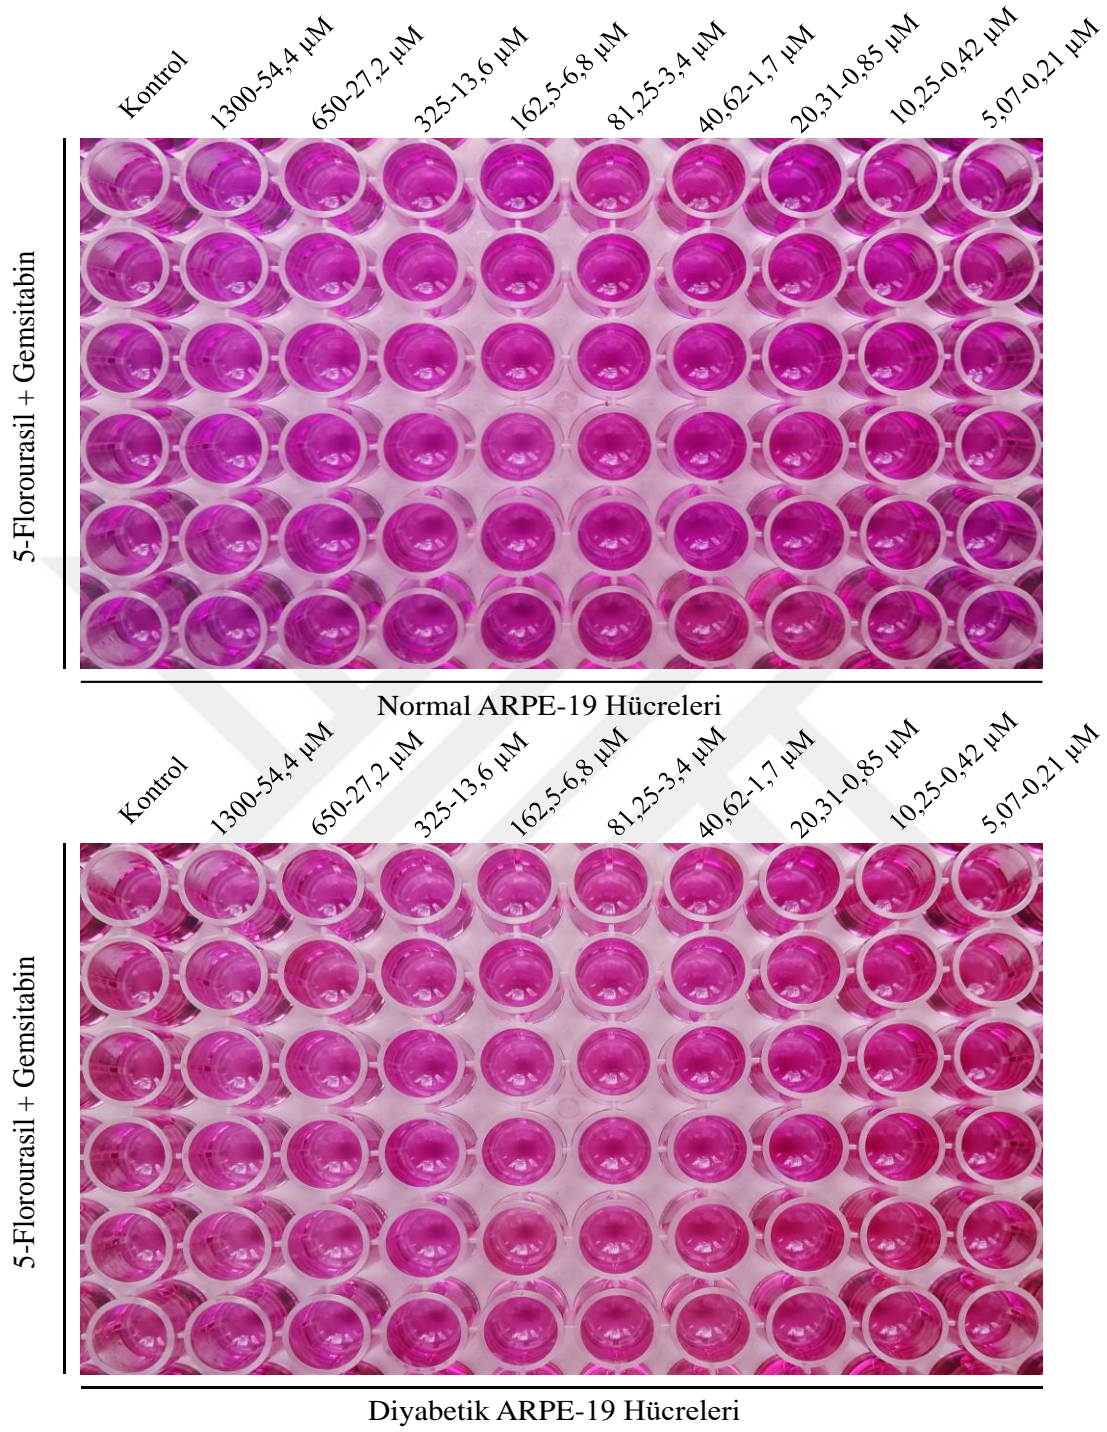 Kontrol
1300-54,4 µM
650-27,2 µM
325-13,6 µM
162,5-6,8 µM
81,25-3,4 µM
40,62-1,7 µM
20,31-0,85 µM
10,25-0,42 µM
5,07-0,21 µM
5-Florourasil + Gemsitabin
Normal ARPE-19 Hücreleri
Kontrol
1300-54,4 µM
650-27,2 µM
325-13,6 µM
162,5-6,8 µM
81,25-3,4 µM
40,62-1,7 µM
20,31-0,85 µM
10,25-0,42 µM
5,07-0,21 µM
5-Florourasil + Gemsitabin
Diyabetik ARPE-19 Hücreleri